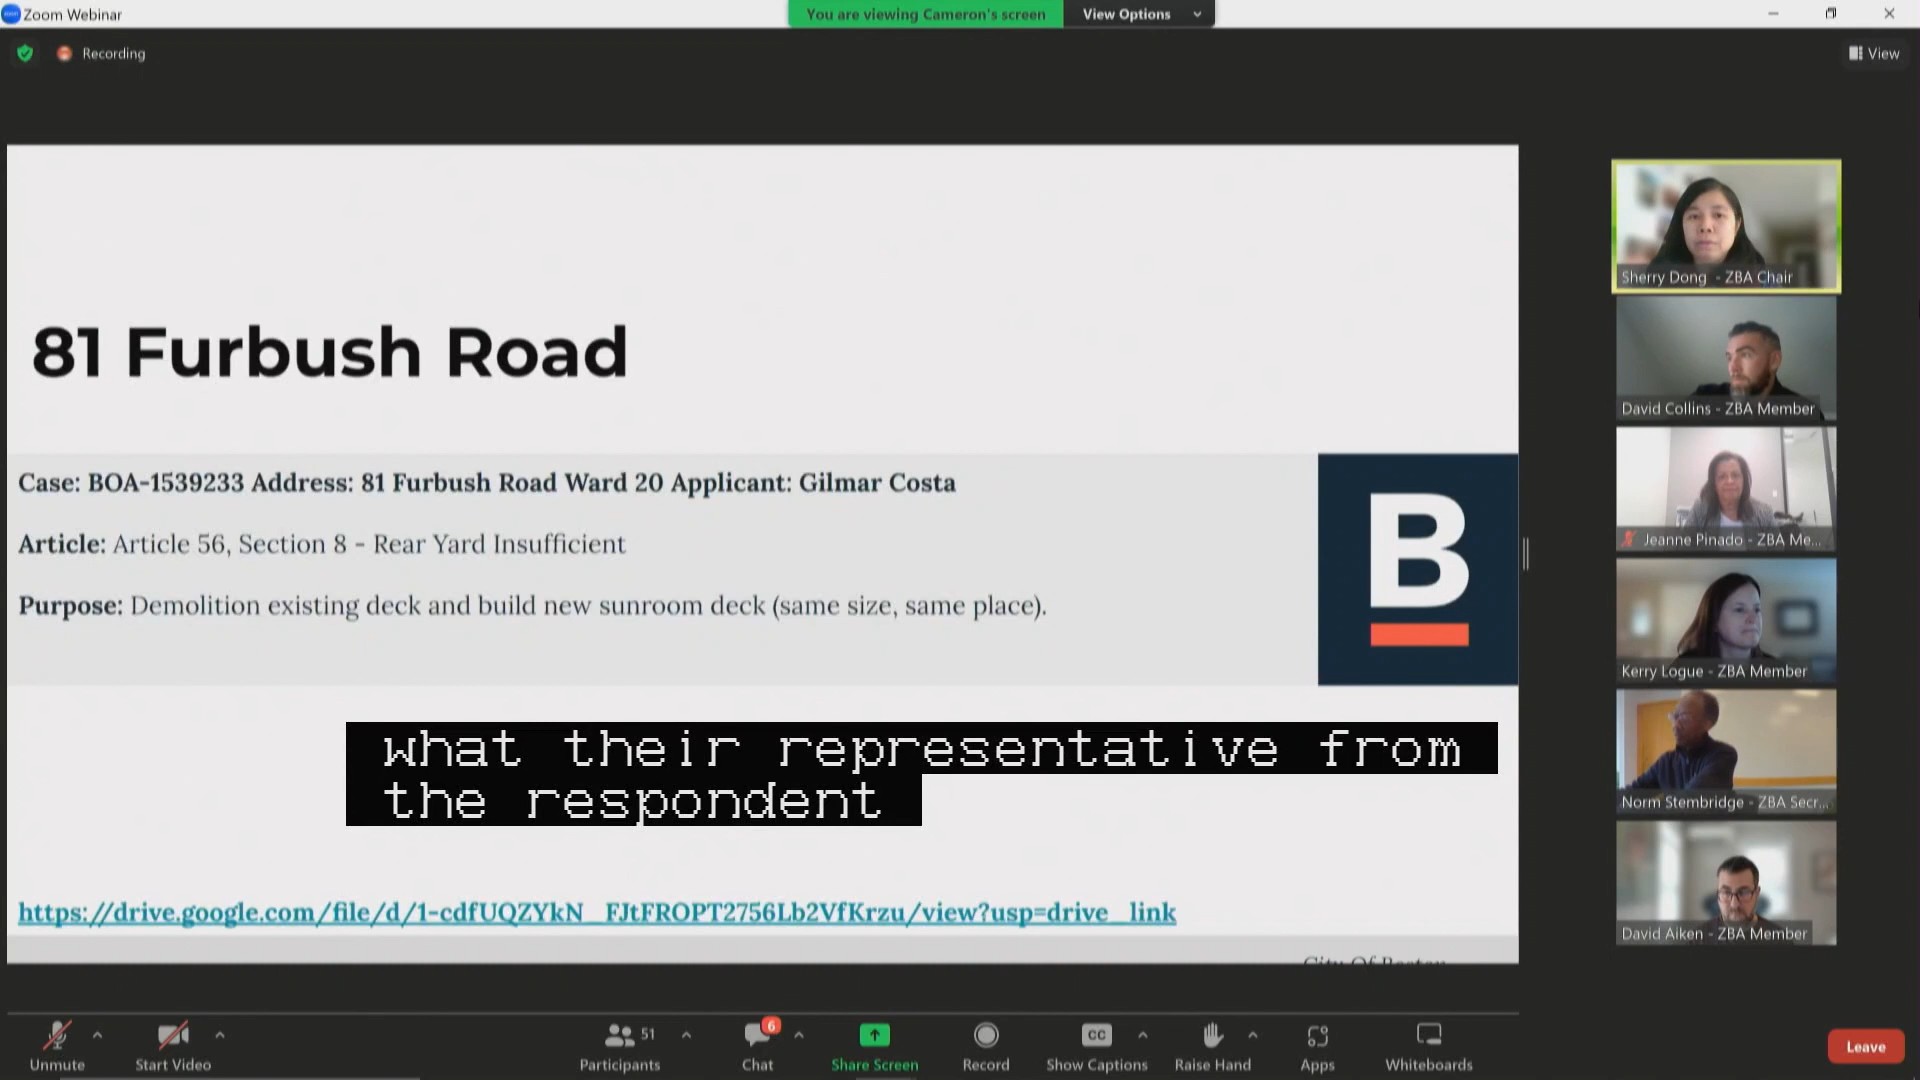 Zoom Webinar
You are viewing Cameron's screen
View Options
Recording
View
81 Furbush Road
Case: BOA-1539233 Address: 81 Furbush Road Ward 20 Applicant: Gilmar Costa
Article: Article 56, Section 8 - Rear Yard Insufficient
Purpose: Demolition existing deck and build new sunroom deck (same size, same place).
B
what their representative from
the respondent
https://drive.google.com/file/d/1-cdfUQZYkN_FJtFROPT2756Lb2VfKrzu/view?usp=drive_link
City Of Boston
Sherry Dong - ZBA Chair
David Collins - ZBA Member
Jeanne Pinado - ZBA Me...
Kerry Logue - ZBA Member
Norm Stembridge - ZBA Secr...
David Aiken - ZBA Member
Unmute
Start Video
51
Participants
6
Chat
Share Screen
Record
CC
Show Captions
Raise Hand
Apps
Whiteboards
Leave